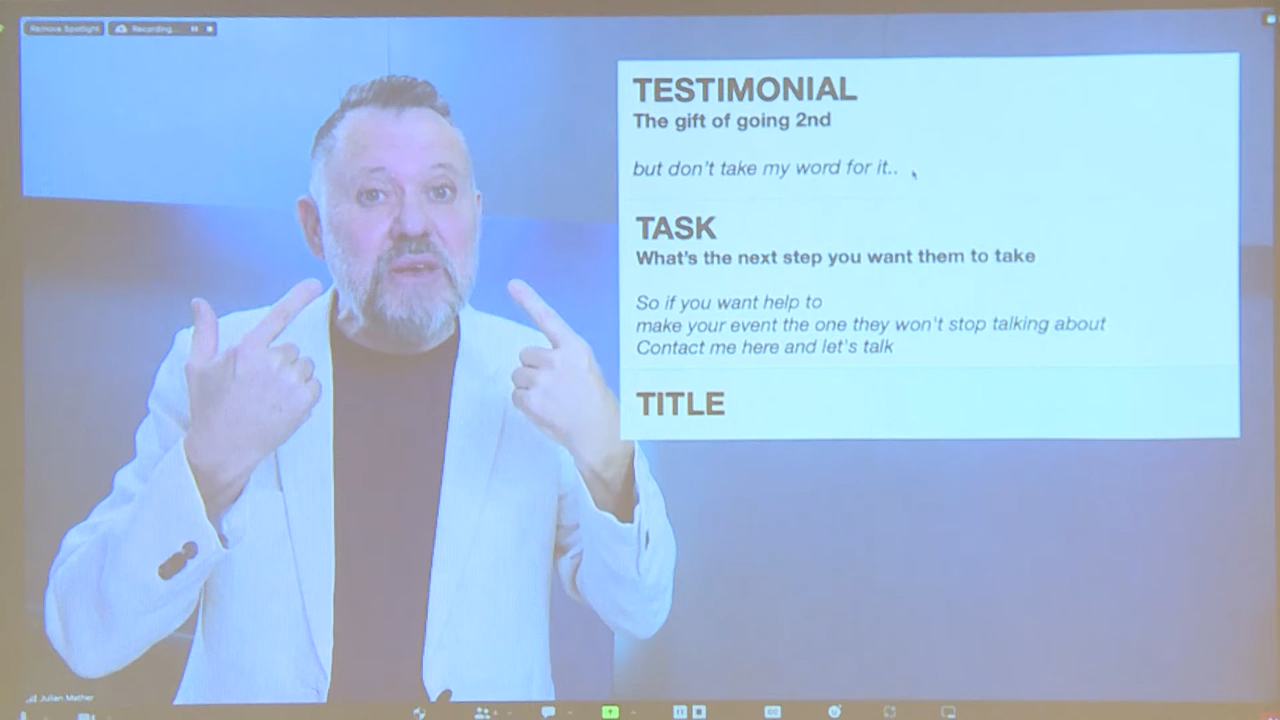 Remove Spotlight
Recording...
TESTIMONIAL
The gift of going 2nd
but don't take my word for it..
TASK
What's the next step you want them to take
So if you want help to
make your event the one they won't stop talking about
Contact me here and let's talk
TITLE
Julian Mather
CC